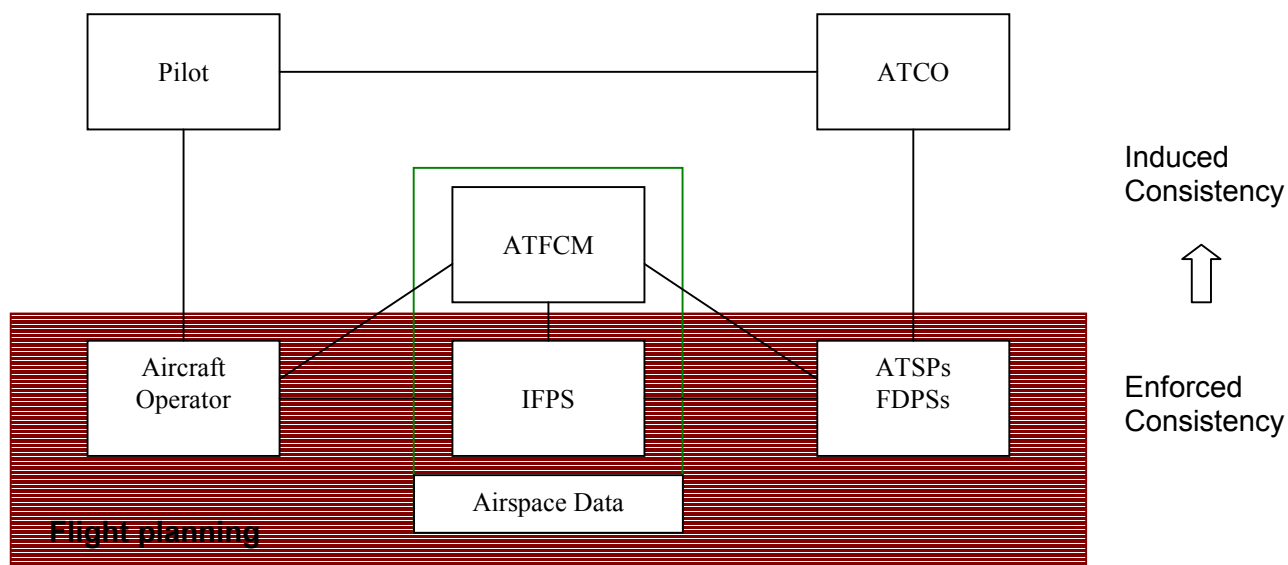 Pilot
ATCO
Induced
Consistency
ATFCM
Aircraft
Operator
IFPS
ATSPs
FDPSs
Enforced
Consistency
Airspace Data
Flight planning